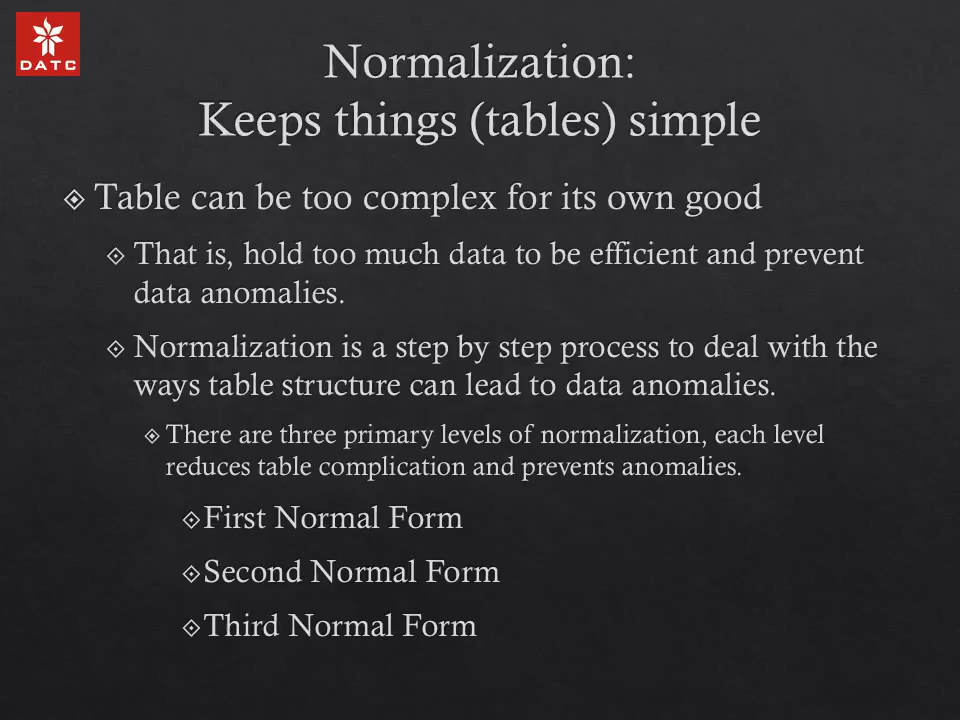 DATC
Normalization:
Keeps things (tables) simple
Table can be too complex for its own good
That is, hold too much data to be efficient and prevent
data anomalies.
Normalization is a step by step process to deal with the
ways table structure can lead to data anomalies.
There are three primary levels of normalization, each level
reduces table complication and prevents anomalies.
First Normal Form
Second Normal Form
Third Normal Form